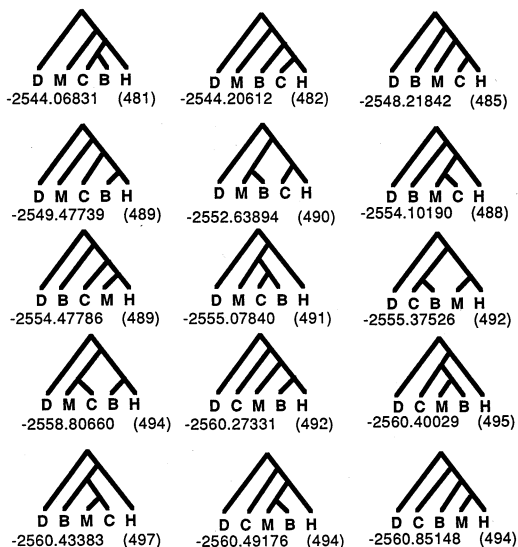 D M C B H D M B C H D B M C H
-2544.06831 (481) -2544.20612 (482) -2548.21842 (485)
D M C B H D M B C H D B M C H
-2549.47739 (489) -2552.63894 (490) -2554.10190 (488)
D B C M H D M C B H D C B M H
-2554.47786 (489) -2555.07840 (491) -2555.37526 (492)
D M C B H D C M B H D C M B H
-2558.80660 (494) -2560.27331 (492) -2560.40029 (495)
D B M C H D C M B H D C B M H
-2560.43383 (497) -2560.49176 (494) -2560.85148 (494)